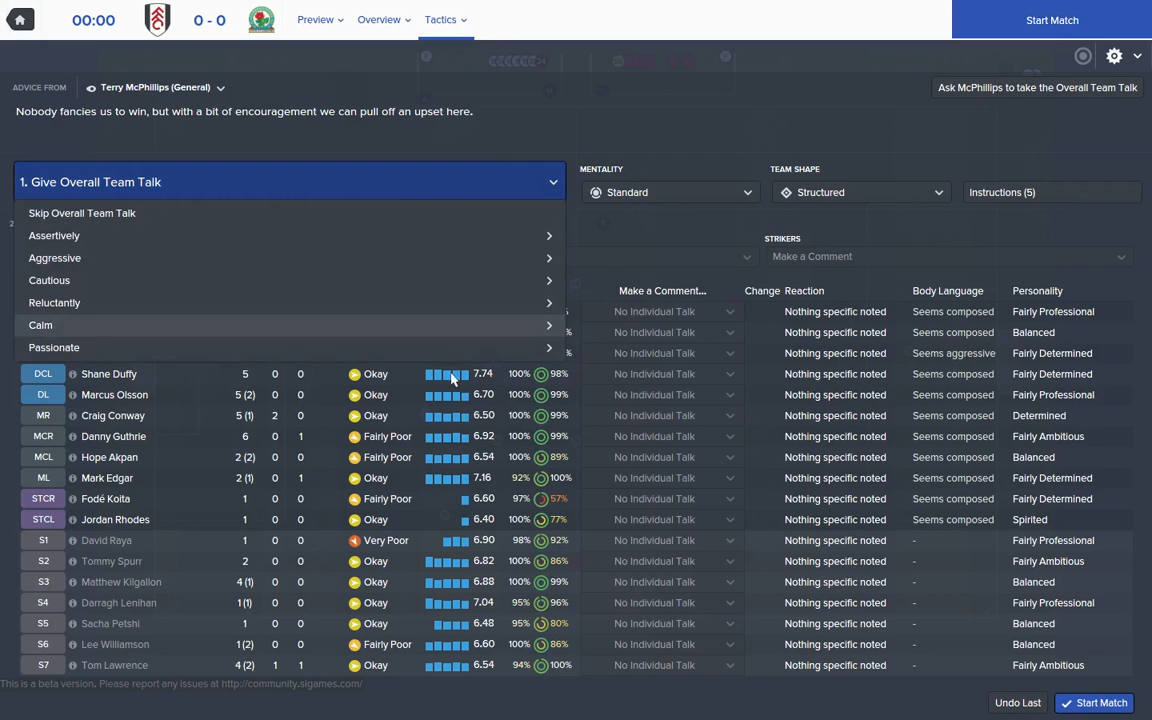 00:00 0 - 0 Preview Overview Tactics Start Match
ADVICE FROM Terry McPhillips (General) Ask McPhillips to take the Overall Team Talk
Nobody fancies us to win, but with a bit of encouragement we can pull off an upset here.
MENTALITY TEAM SHAPE
1. Give Overall Team Talk Standard Structured Instructions (5)
Skip Overall Team Talk
Assertively STRIKERS
Aggressive Make a Comment
Cautious Make a Comment... Change Reaction Body Language Personality
Reluctantly No Individual Talk Nothing specific noted Seems composed Fairly Professional
Calm No Individual Talk Nothing specific noted Seems composed Balanced
Passionate No Individual Talk Nothing specific noted Seems aggressive Fairly Determined
DCL Shane Duffy 5 0 0 Okay 7.74 100% 98% No Individual Talk Nothing specific noted Seems composed Fairly Determined
DL Marcus Olsson 5 (2) 0 0 Okay 6.70 100% 99% No Individual Talk Nothing specific noted Seems composed Fairly Professional
MR Craig Conway 5 (1) 2 0 Okay 6.50 100% 99% No Individual Talk Nothing specific noted Seems composed Determined
MCR Danny Guthrie 6 0 1 Fairly Poor 6.92 100% 99% No Individual Talk Nothing specific noted Seems composed Fairly Ambitious
MCL Hope Akpan 2 (2) 0 0 Fairly Poor 6.54 100% 89% No Individual Talk Nothing specific noted Seems composed Balanced
ML Mark Edgar 2 (1) 0 1 Okay 7.16 92% 100% No Individual Talk Nothing specific noted Seems composed Fairly Determined
STCR Fodé Koita 1 0 0 Fairly Poor 6.60 97% 57% No Individual Talk Nothing specific noted Seems composed Fairly Determined
STCL Jordan Rhodes 1 0 0 Okay 6.40 100% 77% No Individual Talk Nothing specific noted Seems composed Spirited
S1 David Raya 1 0 0 Very Poor 6.90 98% 92% No Individual Talk Nothing specific noted - Fairly Professional
S2 Tommy Spurr 2 0 0 Okay 6.82 100% 86% No Individual Talk Nothing specific noted - Fairly Ambitious
S3 Matthew Kilgallon 4 (1) 0 0 Okay 6.88 100% 99% No Individual Talk Nothing specific noted - Balanced
S4 Darragh Lenihan 1 (1) 0 0 Okay 7.04 95% 96% No Individual Talk Nothing specific noted - Fairly Professional
S5 Sacha Petshi 1 0 0 Okay 6.48 95% 80% No Individual Talk Nothing specific noted - Balanced
S6 Lee Williamson 1 (2) 0 0 Fairly Poor 6.60 100% 86% No Individual Talk Nothing specific noted - Balanced
S7 Tom Lawrence 4 (2) 1 1 Okay 6.54 94% 100% No Individual Talk Nothing specific noted - Fairly Ambitious
This is a beta version. Please report any issues at http://community.sigames.com/
Undo Last Start Match